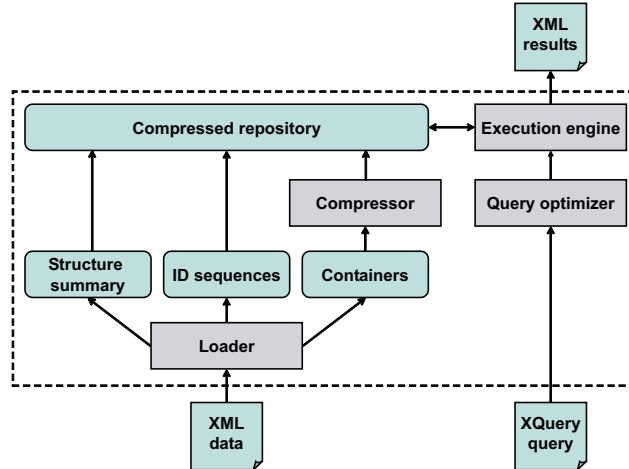 XML
results
Compressed repository
Execution engine
Compressor
Query optimizer
Structure
summary
ID sequences
Containers
Loader
XML
data
XQuery
query